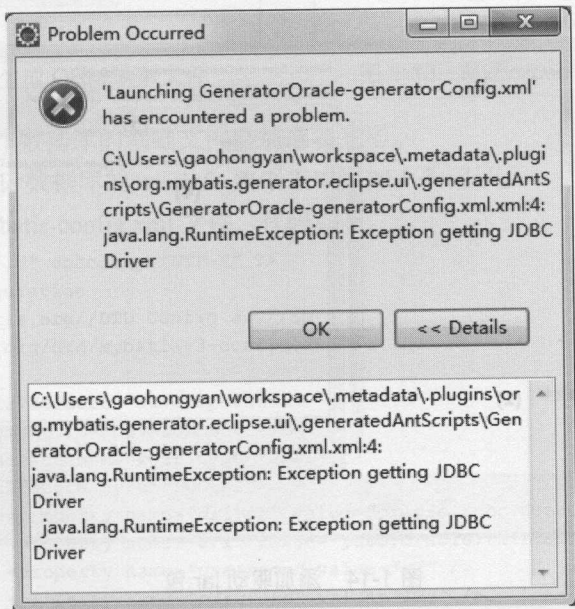 Problem Occurred
'Launching GeneratorOracle-generatorConfig.xml'
has encountered a problem.
C:\Users\gaohongyan\workspace\.metadata\.plugi
ns\org.mybatis.generator.eclipse.ui\.generatedAntS
cripts\GeneratorOracle-generatorConfig.xml.xml:4:
java.lang.RuntimeException: Exception getting JDBC
Driver
OK
<< Details
C:\Users\gaohongyan\workspace\.metadata\.plugins\or
g.mybatis.generator.eclipse.ui\.generatedAntScripts\Gen
eratorOracle-generatorConfig.xml.xml:4:
java.lang.RuntimeException: Exception getting JDBC
Driver
java.lang.RuntimeException: Exception getting JDBC
Driver